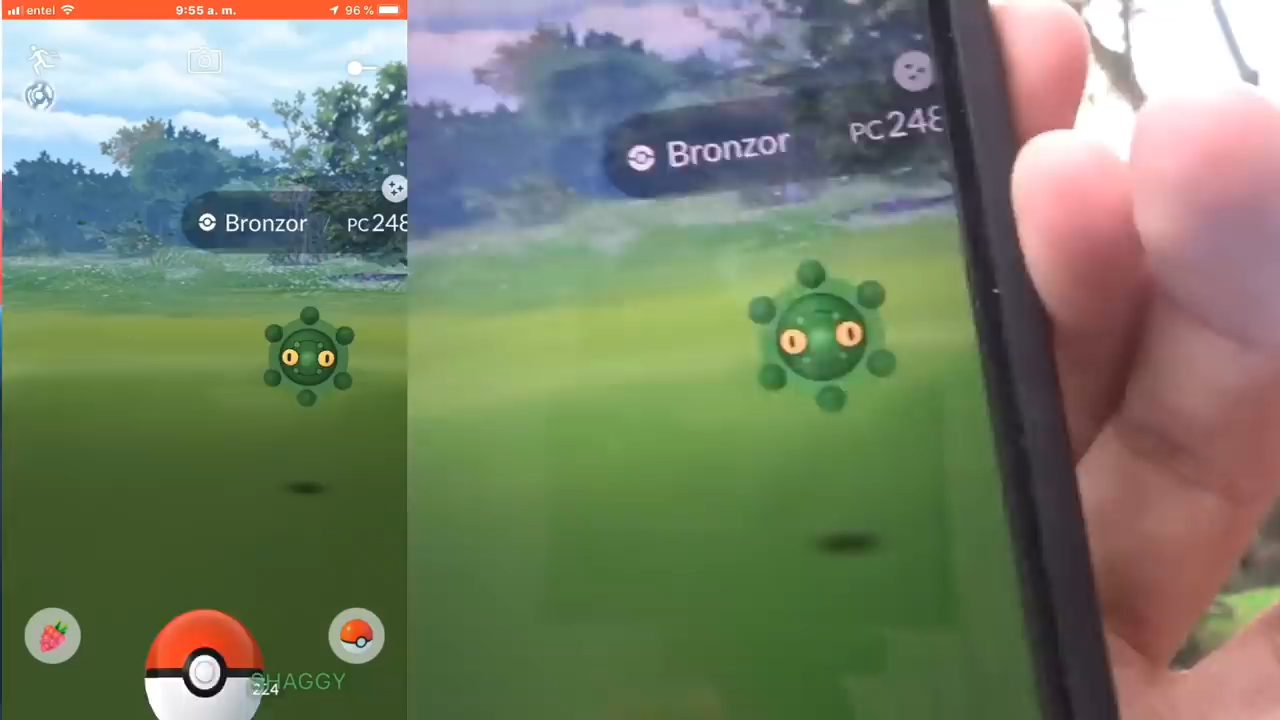 entel 9:55 a. m. 96 %
Bronzor / PC248
224
SHAGGY
Bronzor PC248